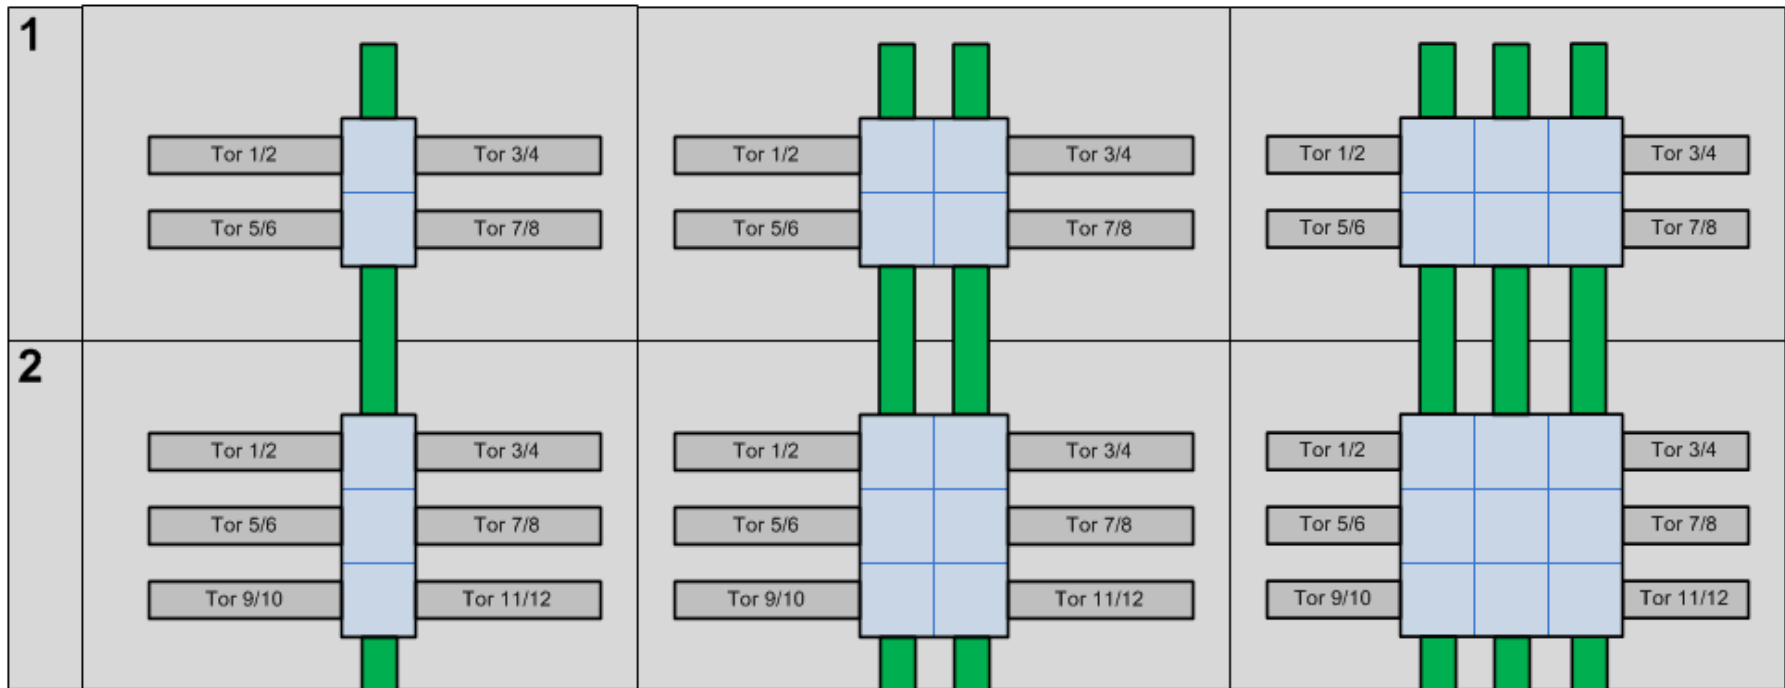 1
Tor 1/2 Tor 3/4 Tor 1/2 Tor 3/4 Tor 1/2 Tor 3/4
Tor 5/6 Tor 7/8 Tor 5/6 Tor 7/8 Tor 5/6 Tor 7/8
2
Tor 1/2 Tor 3/4 Tor 1/2 Tor 3/4 Tor 1/2 Tor 3/4
Tor 5/6 Tor 7/8 Tor 5/6 Tor 7/8 Tor 5/6 Tor 7/8
Tor 9/10 Tor 11/12 Tor 9/10 Tor 11/12 Tor 9/10 Tor 11/12